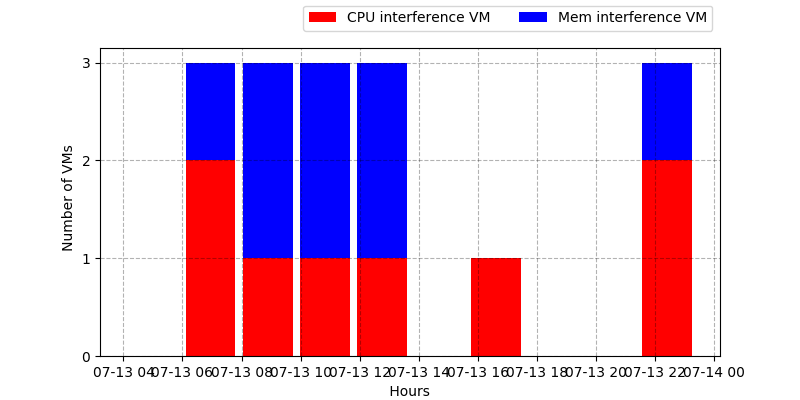 CPU interference VM Mem interference VM
3
2
1
0
Number of VMs
07-13 04 07-13 06 07-13 08 07-13 10 07-13 12 07-13 14 07-13 16 07-13 18 07-13 20 07-13 22 07-14 00
Hours